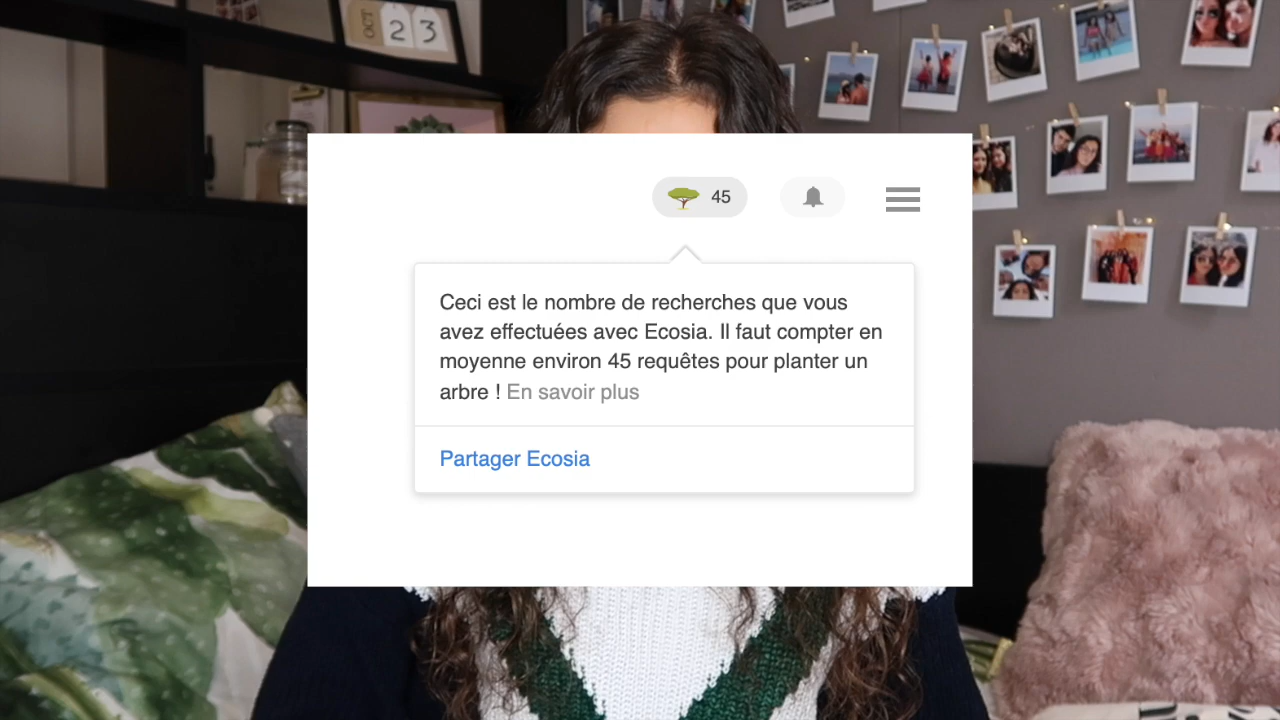 OCT 23
45
Ceci est le nombre de recherches que vous
avez effectuées avec Ecosia. Il faut compter en
moyenne environ 45 requêtes pour planter un
arbre ! En savoir plus
Partager Ecosia